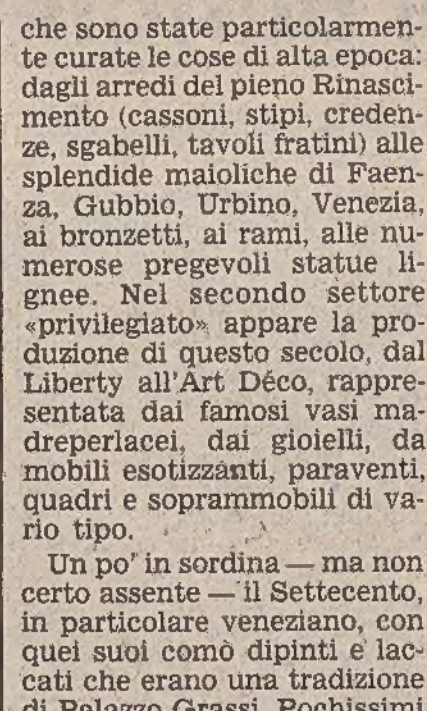 che sono state particolarmen-
te curate le cose di alta epoca:
dagli arredi del pieno Rinasci-
mento (cassoni, stipi, creden-
ze, sgabelli, tavoli fratini) alle
splendide maioliche di Faen-
za, Gubbio, Urbino, Venezia,
ai bronzetti, ai rami, alle nu-
merose pregevoli statue li-
gnee. Nel secondo settore
«privilegiato» appare la pro-
duzione di questo secolo, dal
Liberty all'Art Déco, rappre-
sentata dai famosi vasi ma-
dreperlacei, dai gioielli, da
mobili esotizzanti, paraventi,
quadri e soprammobili di va-
rio tipo.
Un po' in sordina — ma non
certo assente — il Settecento,
in particolare veneziano, con
quei suoi comò dipinti e lac-
cati che erano una tradizione
di Palazzo Grassi. Pochissimi